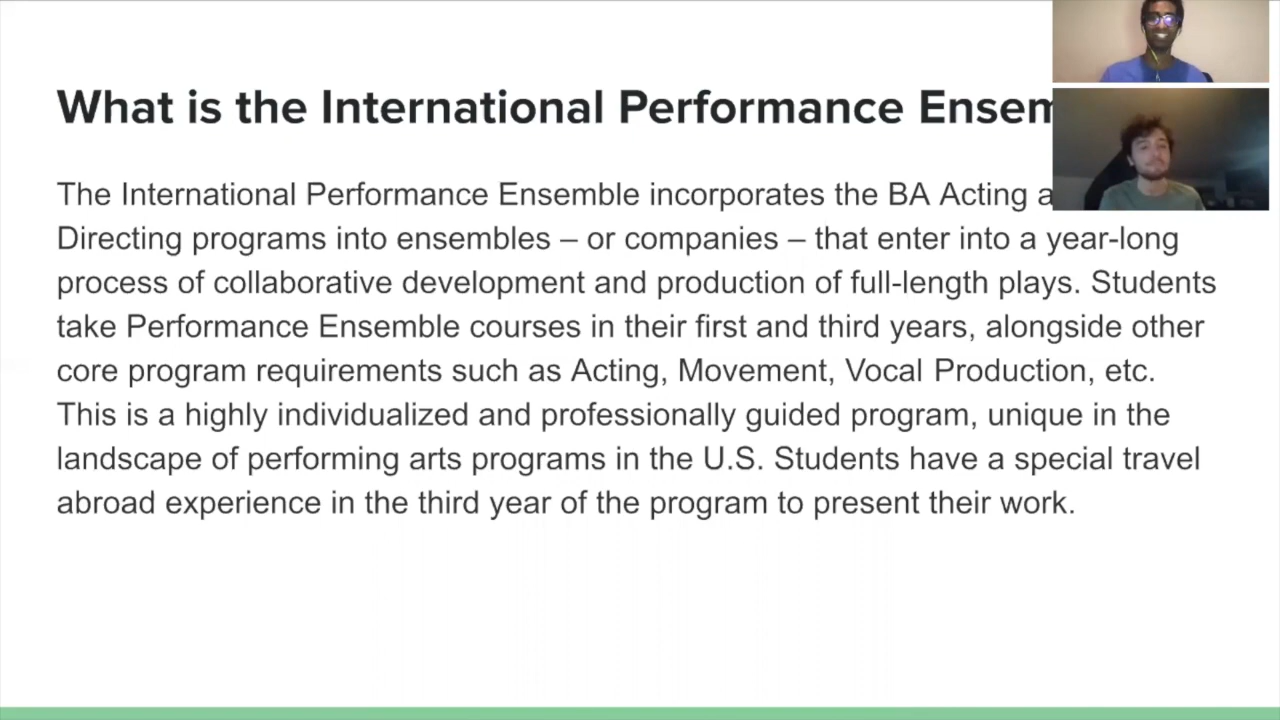 What is the International Performance Ensem
The International Performance Ensemble incorporates the BA Acting a
Directing programs into ensembles – or companies – that enter into a year-long
process of collaborative development and production of full-length plays. Students
take Performance Ensemble courses in their first and third years, alongside other
core program requirements such as Acting, Movement, Vocal Production, etc.
This is a highly individualized and professionally guided program, unique in the
landscape of performing arts programs in the U.S. Students have a special travel
abroad experience in the third year of the program to present their work.